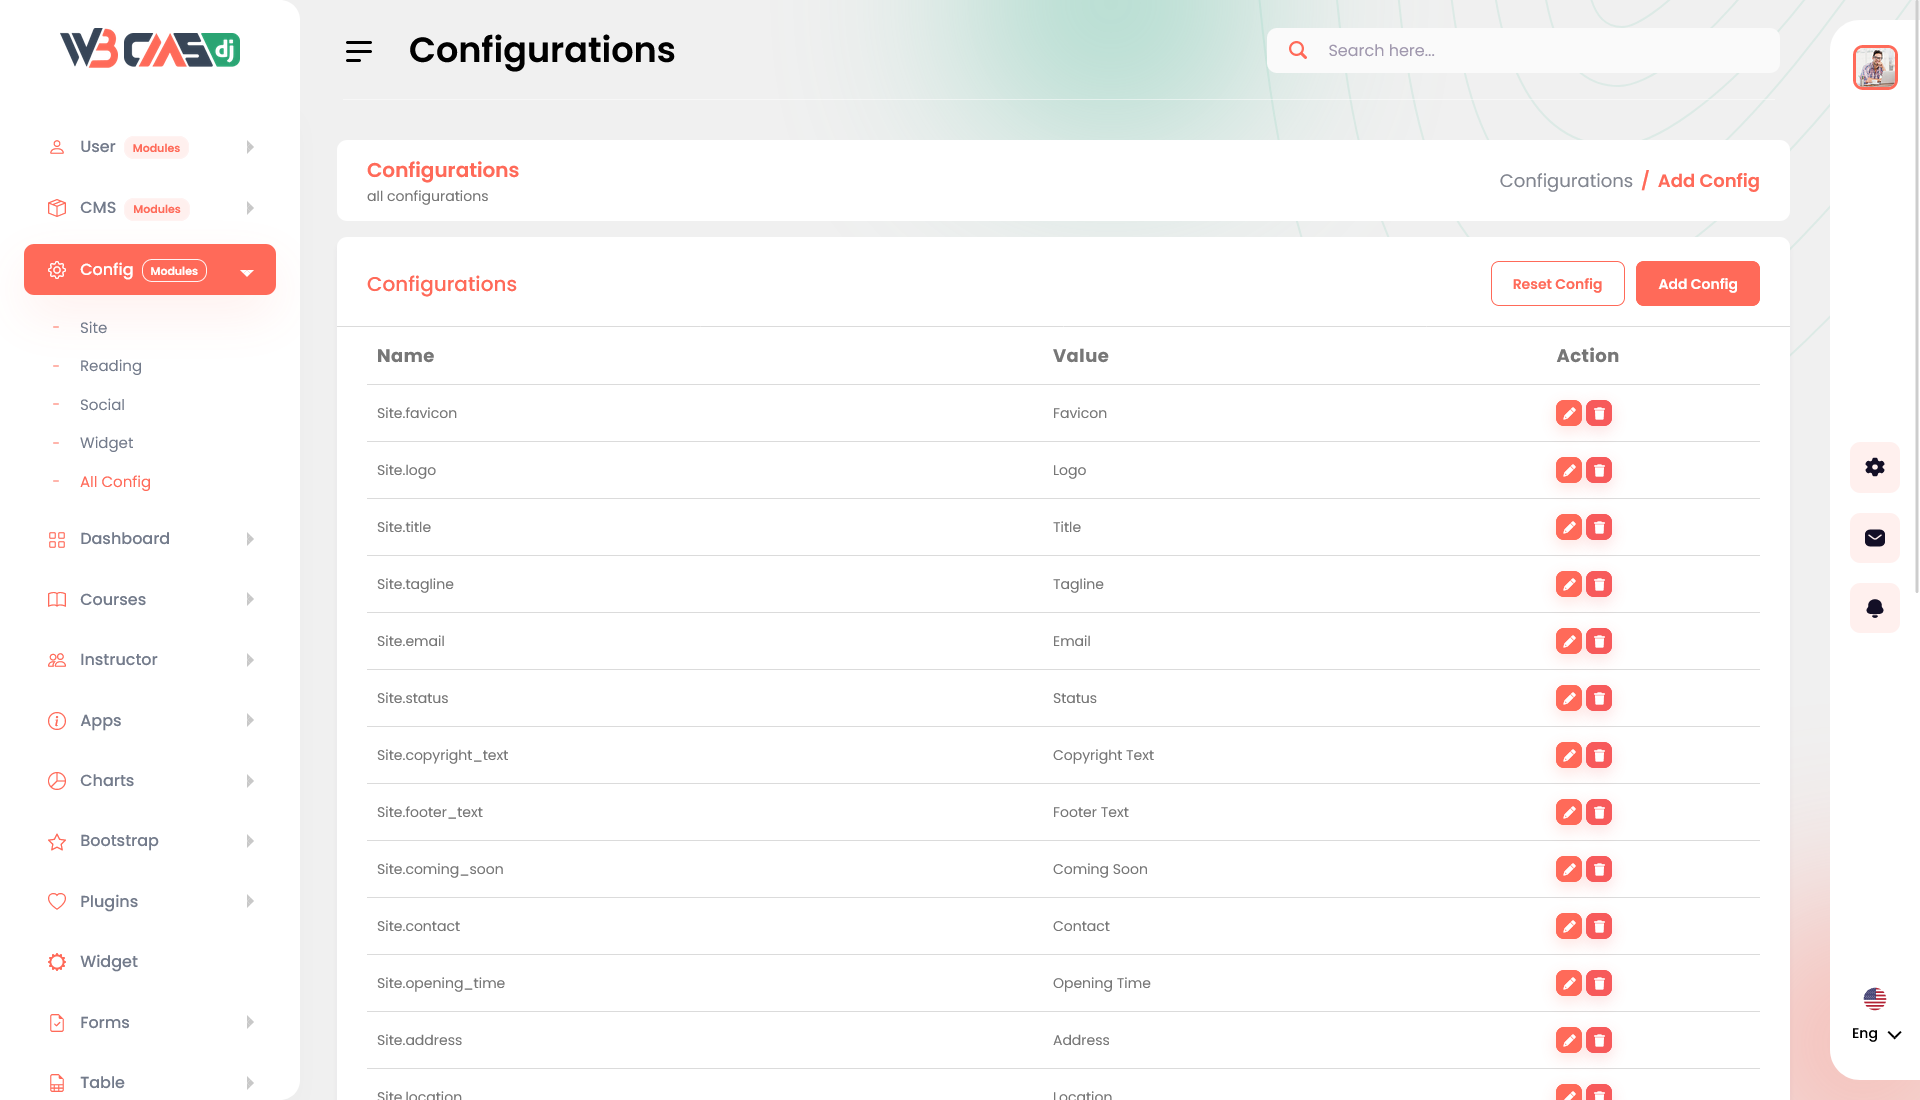 W3CMS dj
User Modules
CMS Modules
Config Modules
- Site
- Reading
- Social
- Widget
- All Config
Dashboard
Courses
Instructor
Apps
Charts
Bootstrap
Plugins
Widget
Forms
Table
Configurations
Search here...
Configurations
all configurations
Configurations / Add Config
Configurations
Reset Config
Add Config
Name Value Action
Site.favicon Favicon
Site.logo Logo
Site.title Title
Site.tagline Tagline
Site.email Email
Site.status Status
Site.copyright_text Copyright Text
Site.footer_text Footer Text
Site.coming_soon Coming Soon
Site.contact Contact
Site.opening_time Opening Time
Site.address Address
Site.location Location
Eng